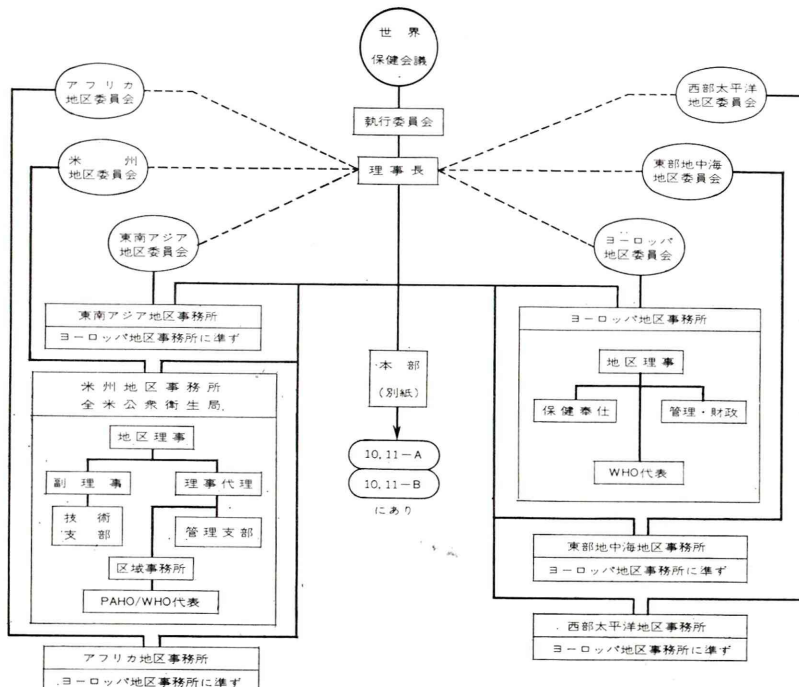 世界
保健会議
アフリカ
地区委員会
西部太平洋
地区委員会
執行委員会
米州
地区委員会
理事長
東部地中海
地区委員会
東南アジア
地区委員会
ヨーロッパ
地区委員会
東南アジア地区事務所
ヨーロッパ地区事務所に準ず
ヨーロッパ地区事務所
地区理事
保健奉仕
管理・財政
WHO代表
本部
(別紙)
10,11-A
10,11-B
にあり
米州地区事務所
全米公衆衛生局
地区理事
副理事
理事代理
技術
支部
管理支部
区域事務所
PAHO/WHO代表
東部地中海地区事務所
ヨーロッパ地区事務所に準ず
西部太平洋地区事務所
ヨーロッパ地区事務所に準ず
アフリカ地区事務所
ヨーロッパ地区事務所に準ず